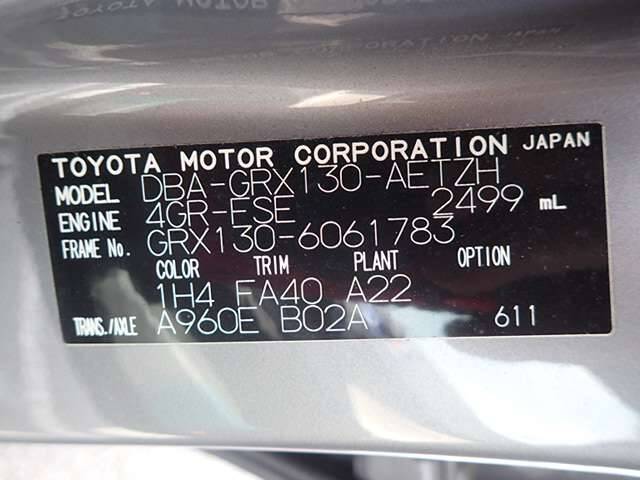 TOYOTA MOTOR CORPORATION JAPAN
MODEL DBA-GRX130-AETZH
ENGINE 4GR-FSE 2499 mL
FRAME No. GRX130-6061783
COLOR TRIM PLANT OPTION
1H4 FA40 A22
TRANS./AXLE A960E B02A 611